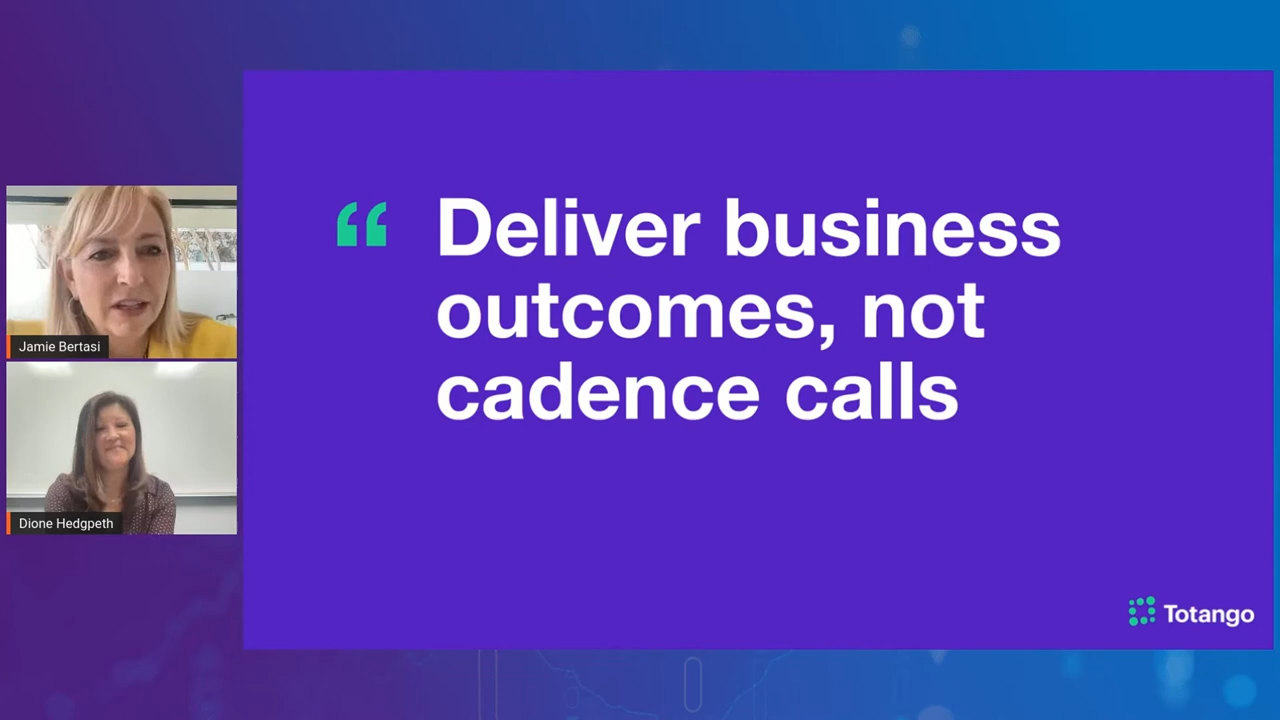 Jamie Bertasi
Dione Hedgpeth
“ Deliver business
outcomes, not
cadence calls
Totango